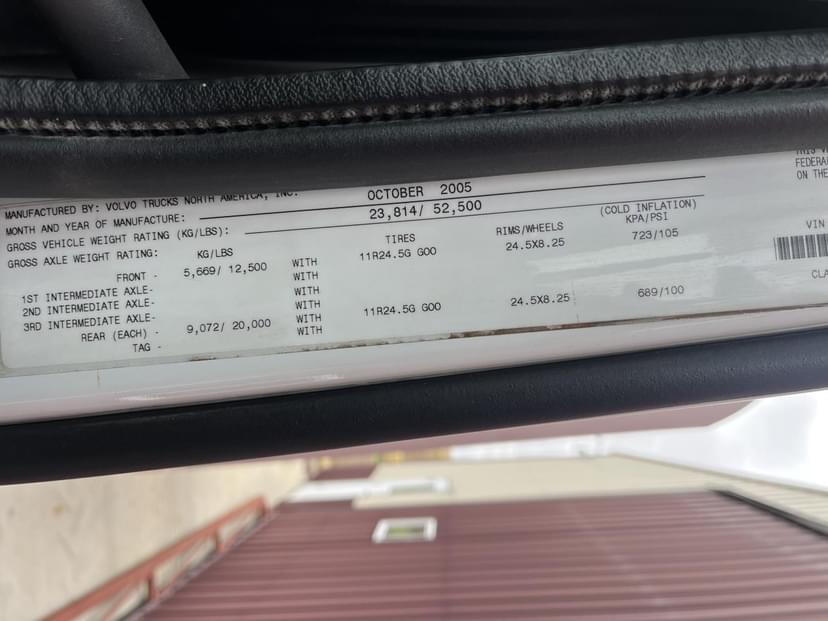 MANUFACTURED BY: VOLVO TRUCKS NORTH AMERICA, INC.
MONTH AND YEAR OF MANUFACTURE: OCTOBER 2005
GROSS VEHICLE WEIGHT RATING (KG/LBS): 23,814/ 52,500
GROSS AXLE WEIGHT RATING: KG/LBS TIRES RIMS/WHEELS (COLD INFLATION) KPA/PSI
FRONT - 5,669/ 12,500 WITH 11R24.5G G00 24.5X8.25 723/105
1ST INTERMEDIATE AXLE- WITH
2ND INTERMEDIATE AXLE- WITH
3RD INTERMEDIATE AXLE- WITH
REAR (EACH) - 9,072/ 20,000 WITH 11R24.5G G00 24.5X8.25 689/100
TAG - WITH
THIS
FEDERA
ON THE
VIN
CLA